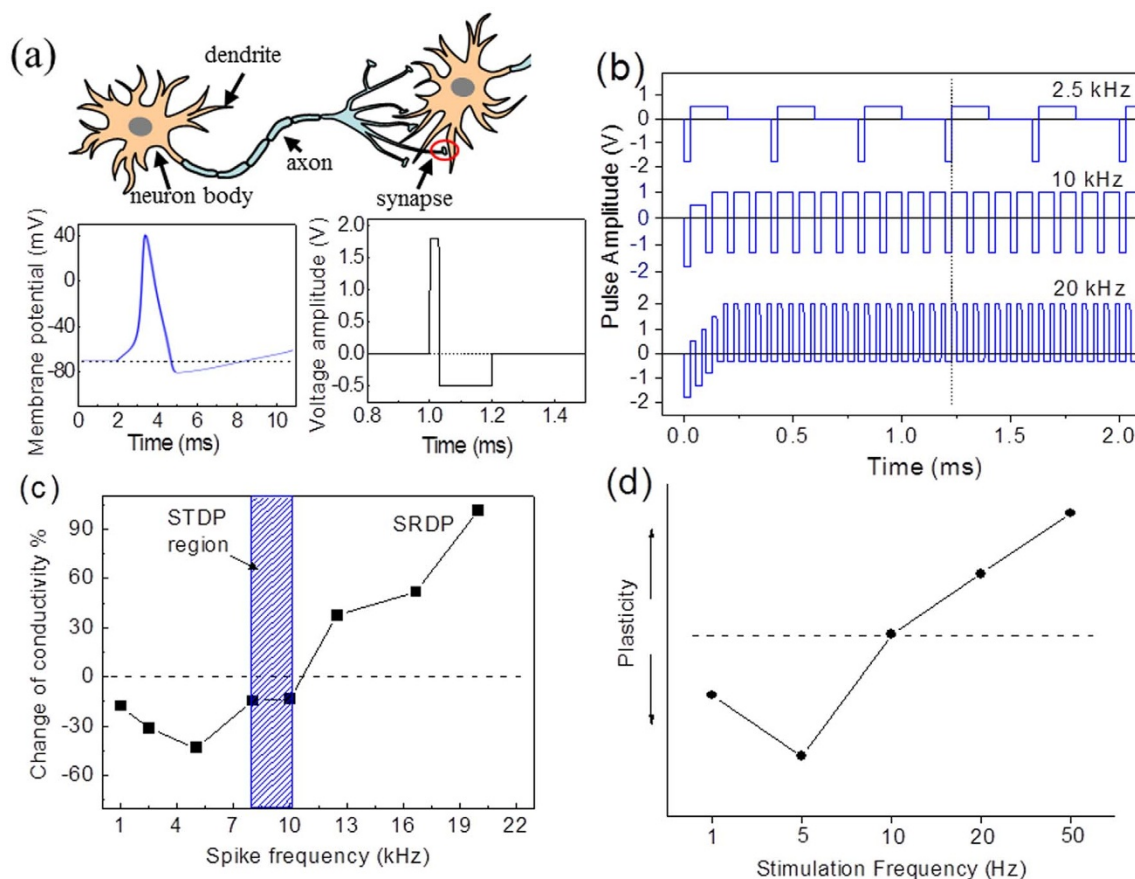 (a)
dendrite
axon
neuron body
synapse
Membrane potential (mV)
40
0
-40
-80
0 2 4 6 8 10
Time (ms)
Voltage amplitude (V)
2.0
1.5
1.0
0.5
0.0
-0.5
0.8 1.0 1.2 1.4
Time (ms)
(b)
Pulse Amplitude (V)
2.5 kHz
1
0
-1
-2
10 kHz
1
0
-1
-2
20 kHz
2
1
0
-1
-2
0.0 0.5 1.0 1.5 2.0
Time (ms)
(c)
Change of conductivity %
90
60
30
0
-30
-60
STDP
region
SRDP
1 4 7 10 13 16 19 22
Spike frequency (kHz)
(d)
Plasticity
1 5 10 20 50
Stimulation Frequency (Hz)